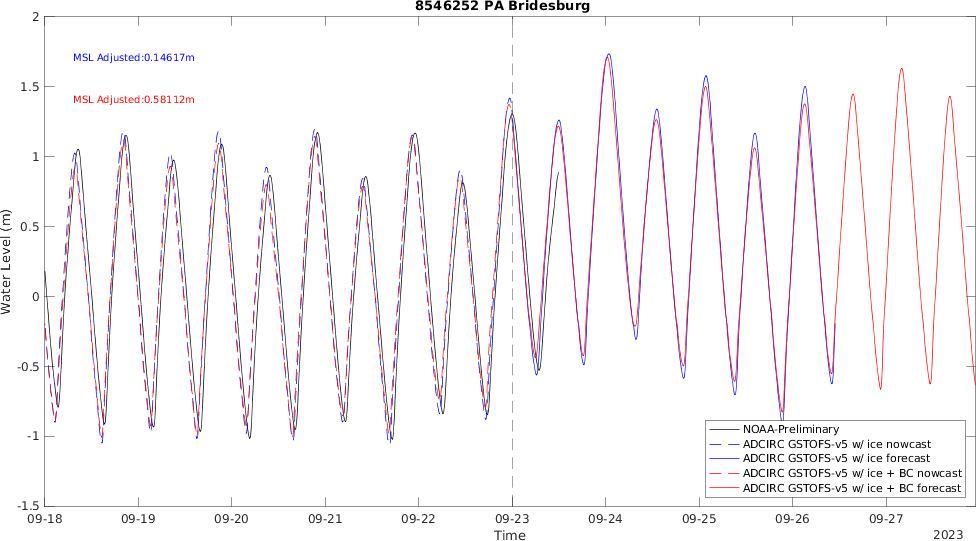 8546252 PA Bridesburg
MSL Adjusted:0.14617m
MSL Adjusted:0.58112m
Water Level (m)
2
1.5
1
0.5
0
-0.5
-1
-1.5
NOAA-Preliminary
ADCIRC GSTOFS-v5 w/ ice nowcast
ADCIRC GSTOFS-v5 w/ ice forecast
ADCIRC GSTOFS-v5 w/ ice + BC nowcast
ADCIRC GSTOFS-v5 w/ ice + BC forecast
09-18 09-19 09-20 09-21 09-22 09-23 09-24 09-25 09-26 09-27
Time
2023